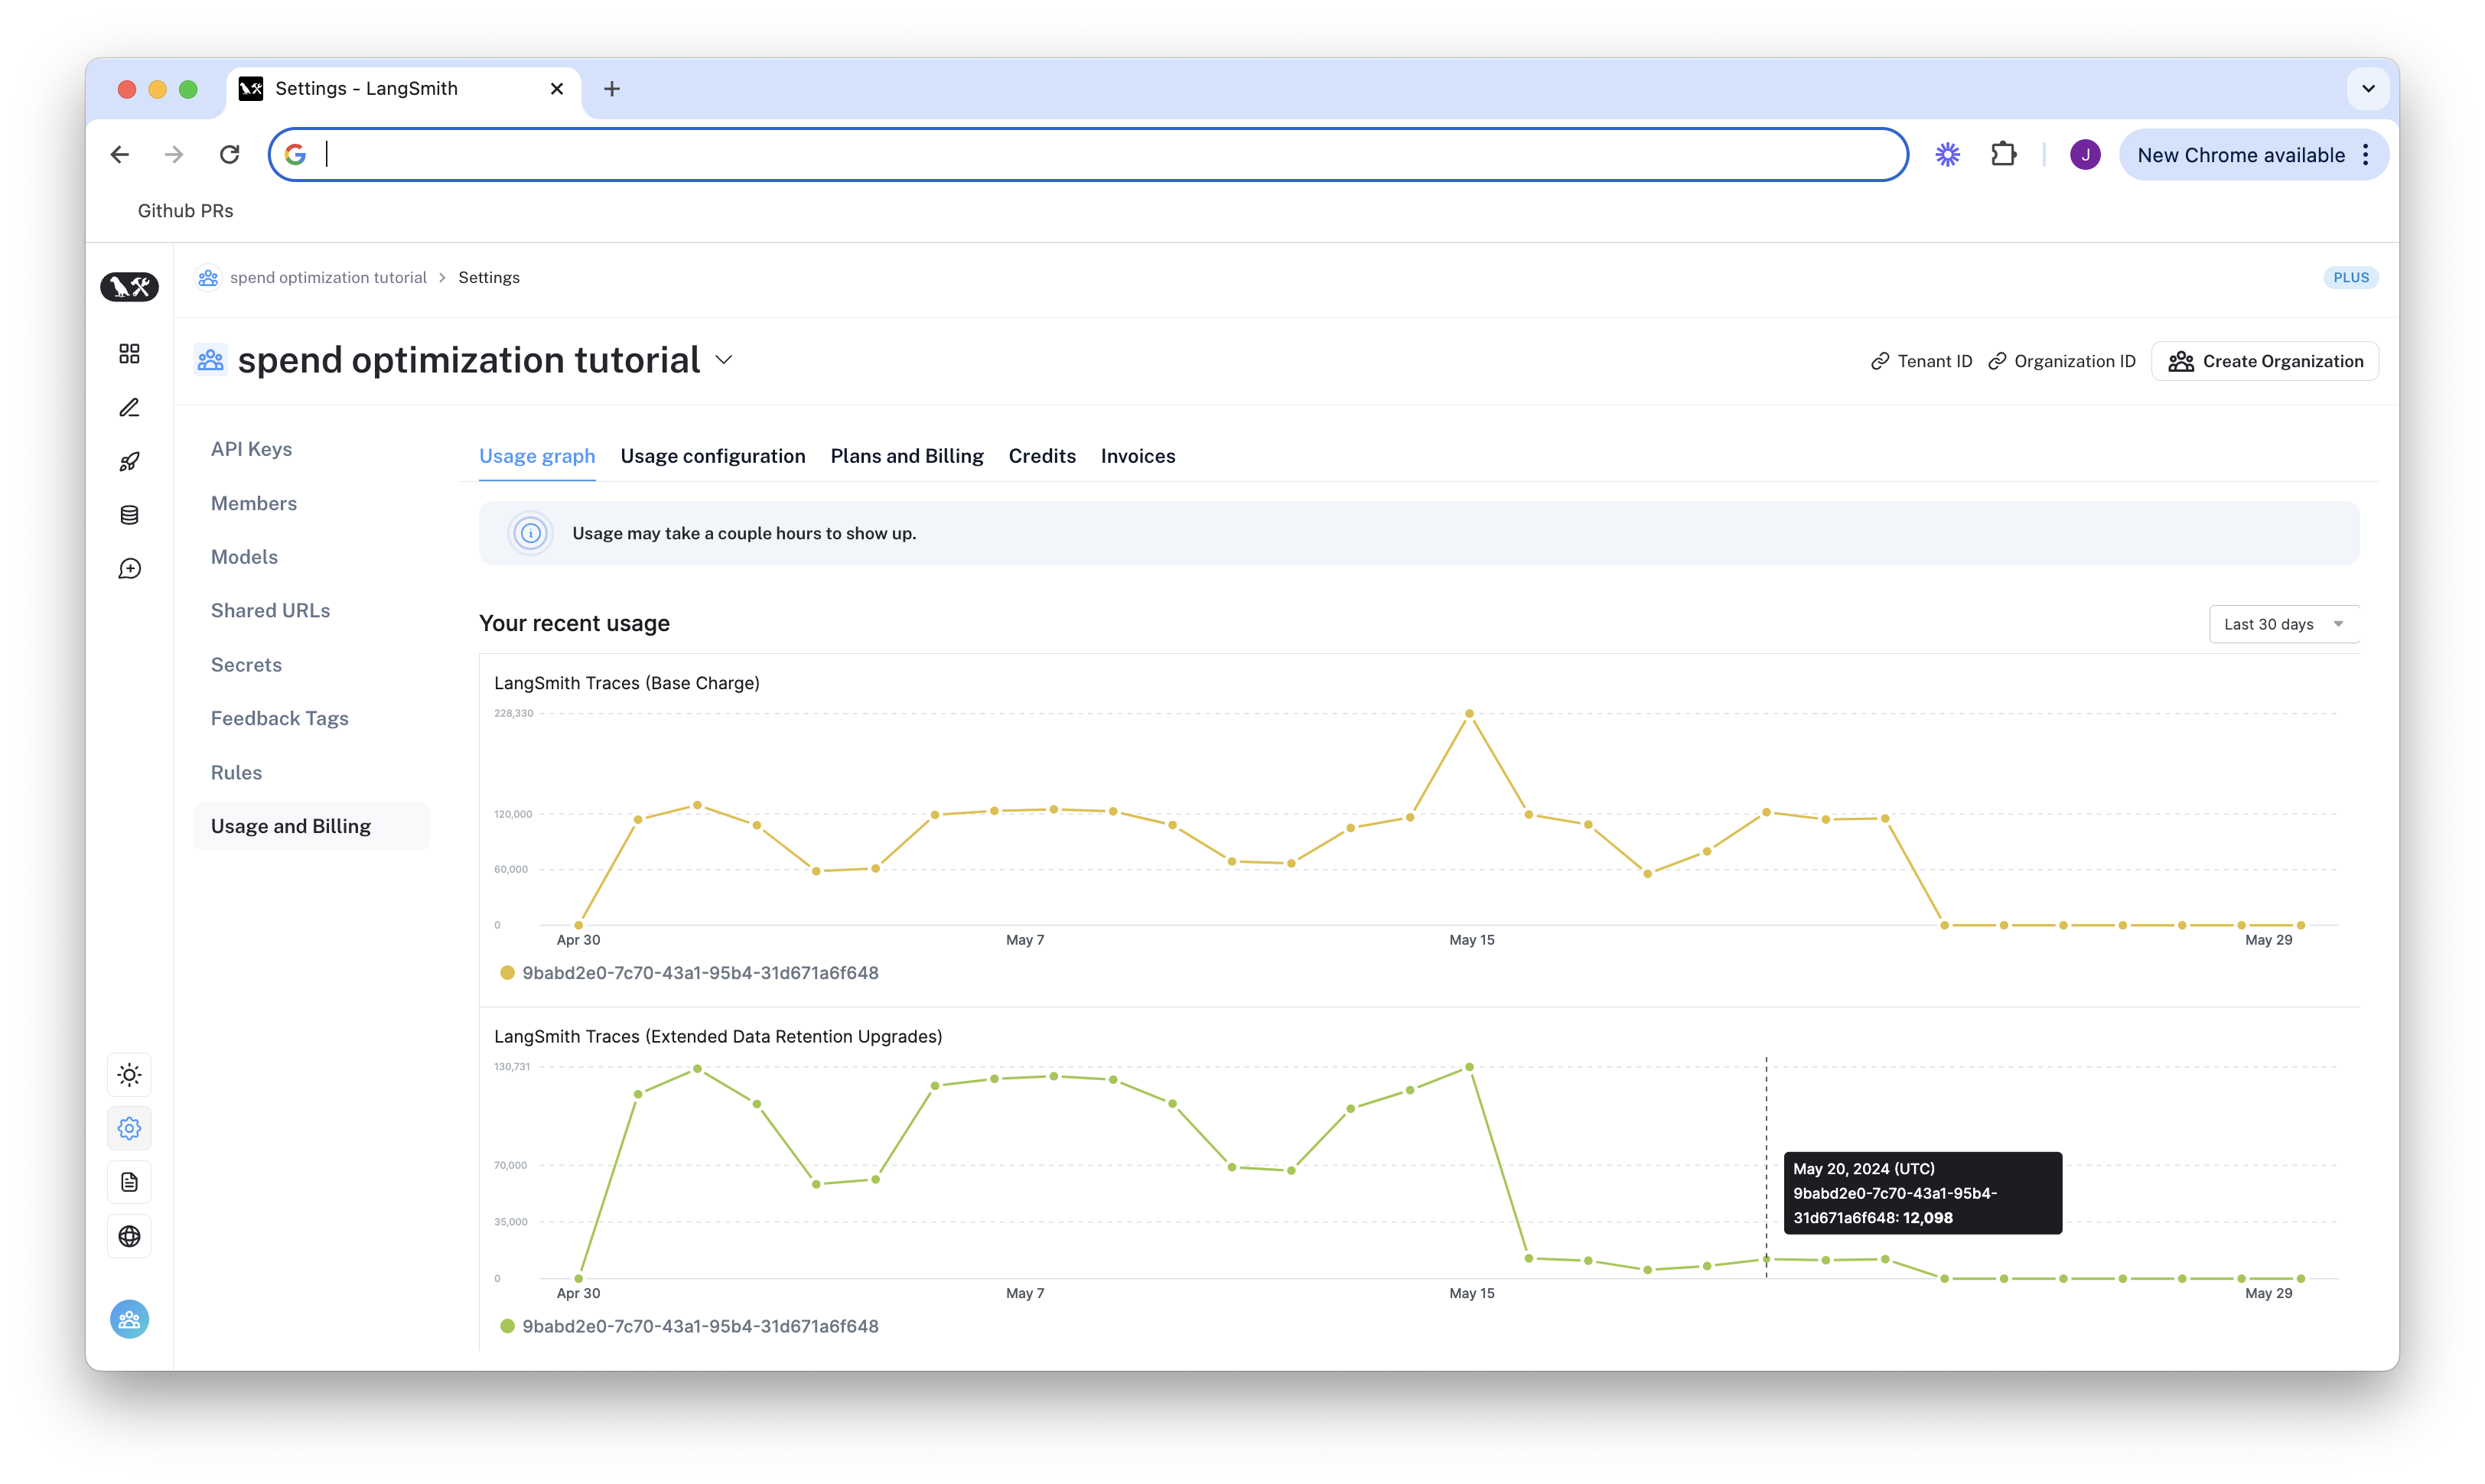 Settings - LangSmith
New Chrome available
J
Github PRs
spend optimization tutorial > Settings
PLUS
spend optimization tutorial
Tenant ID
Organization ID
Create Organization
API Keys
Members
Models
Shared URLs
Secrets
Feedback Tags
Rules
Usage and Billing
Usage graph
Usage configuration
Plans and Billing
Credits
Invoices
Usage may take a couple hours to show up.
Your recent usage
Last 30 days
LangSmith Traces (Base Charge)
228,330
120,000
60,000
0
Apr 30
May 7
May 15
May 29
9babd2e0-7c70-43a1-95b4-31d671a6f648
LangSmith Traces (Extended Data Retention Upgrades)
130,731
70,000
35,000
0
May 20, 2024 (UTC)
9babd2e0-7c70-43a1-95b4-
31d671a6f648: 12,098
Apr 30
May 7
May 15
May 29
9babd2e0-7c70-43a1-95b4-31d671a6f648